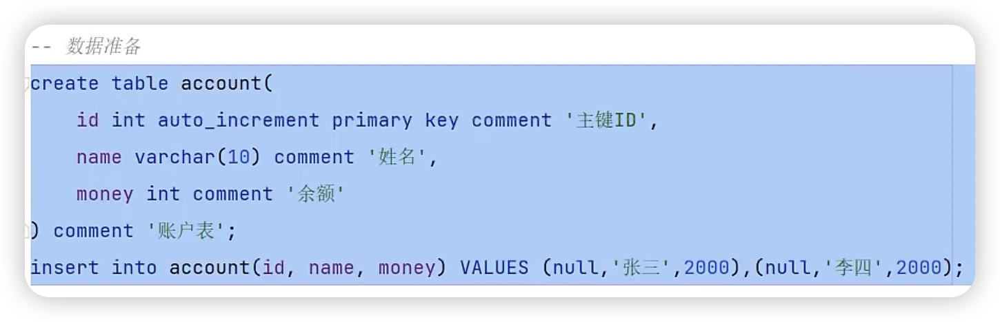 -- 数据准备
create table account(
    id int auto_increment primary key comment '主键ID',
    name varchar(10) comment '姓名',
    money int comment '余额'
) comment '账户表';
insert into account(id, name, money) VALUES (null,'张三',2000),(null,'李四',2000);